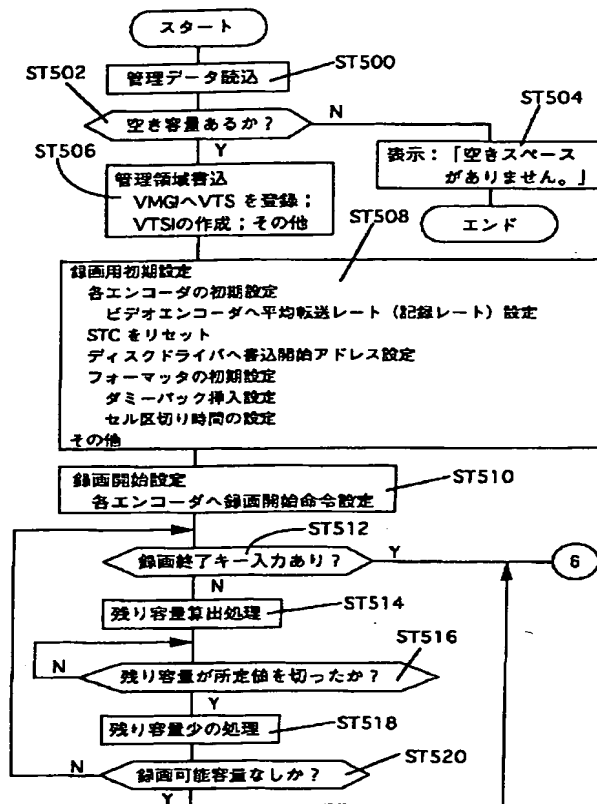 スタート
ST500
管理データ読込
ST502
空き容量あるか？
N
Y
ST504
表示：「空きスペース
がありません。」
エンド
ST506
管理領域書込
VMGIへVTS を登録；
VTSIの作成；その他
ST508
録画用初期設定
各エンコーダの初期設定
ビデオエンコーダへ平均転送レート（記録レート）設定
STC をリセット
ディスクドライバへ書込開始アドレス設定
フォーマッタの初期設定
ダミーパック挿入設定
セル区切り時間の設定
その他
録画開始設定
各エンコーダへ録画開始命令設定
ST510
ST512
録画終了キー入力あり？
Y
6
N
残り容量算出処理
ST514
ST516
残り容量が所定値を切ったか？
N
Y
残り容量少の処理
ST518
ST520
録画可能容量なしか？
N
Y